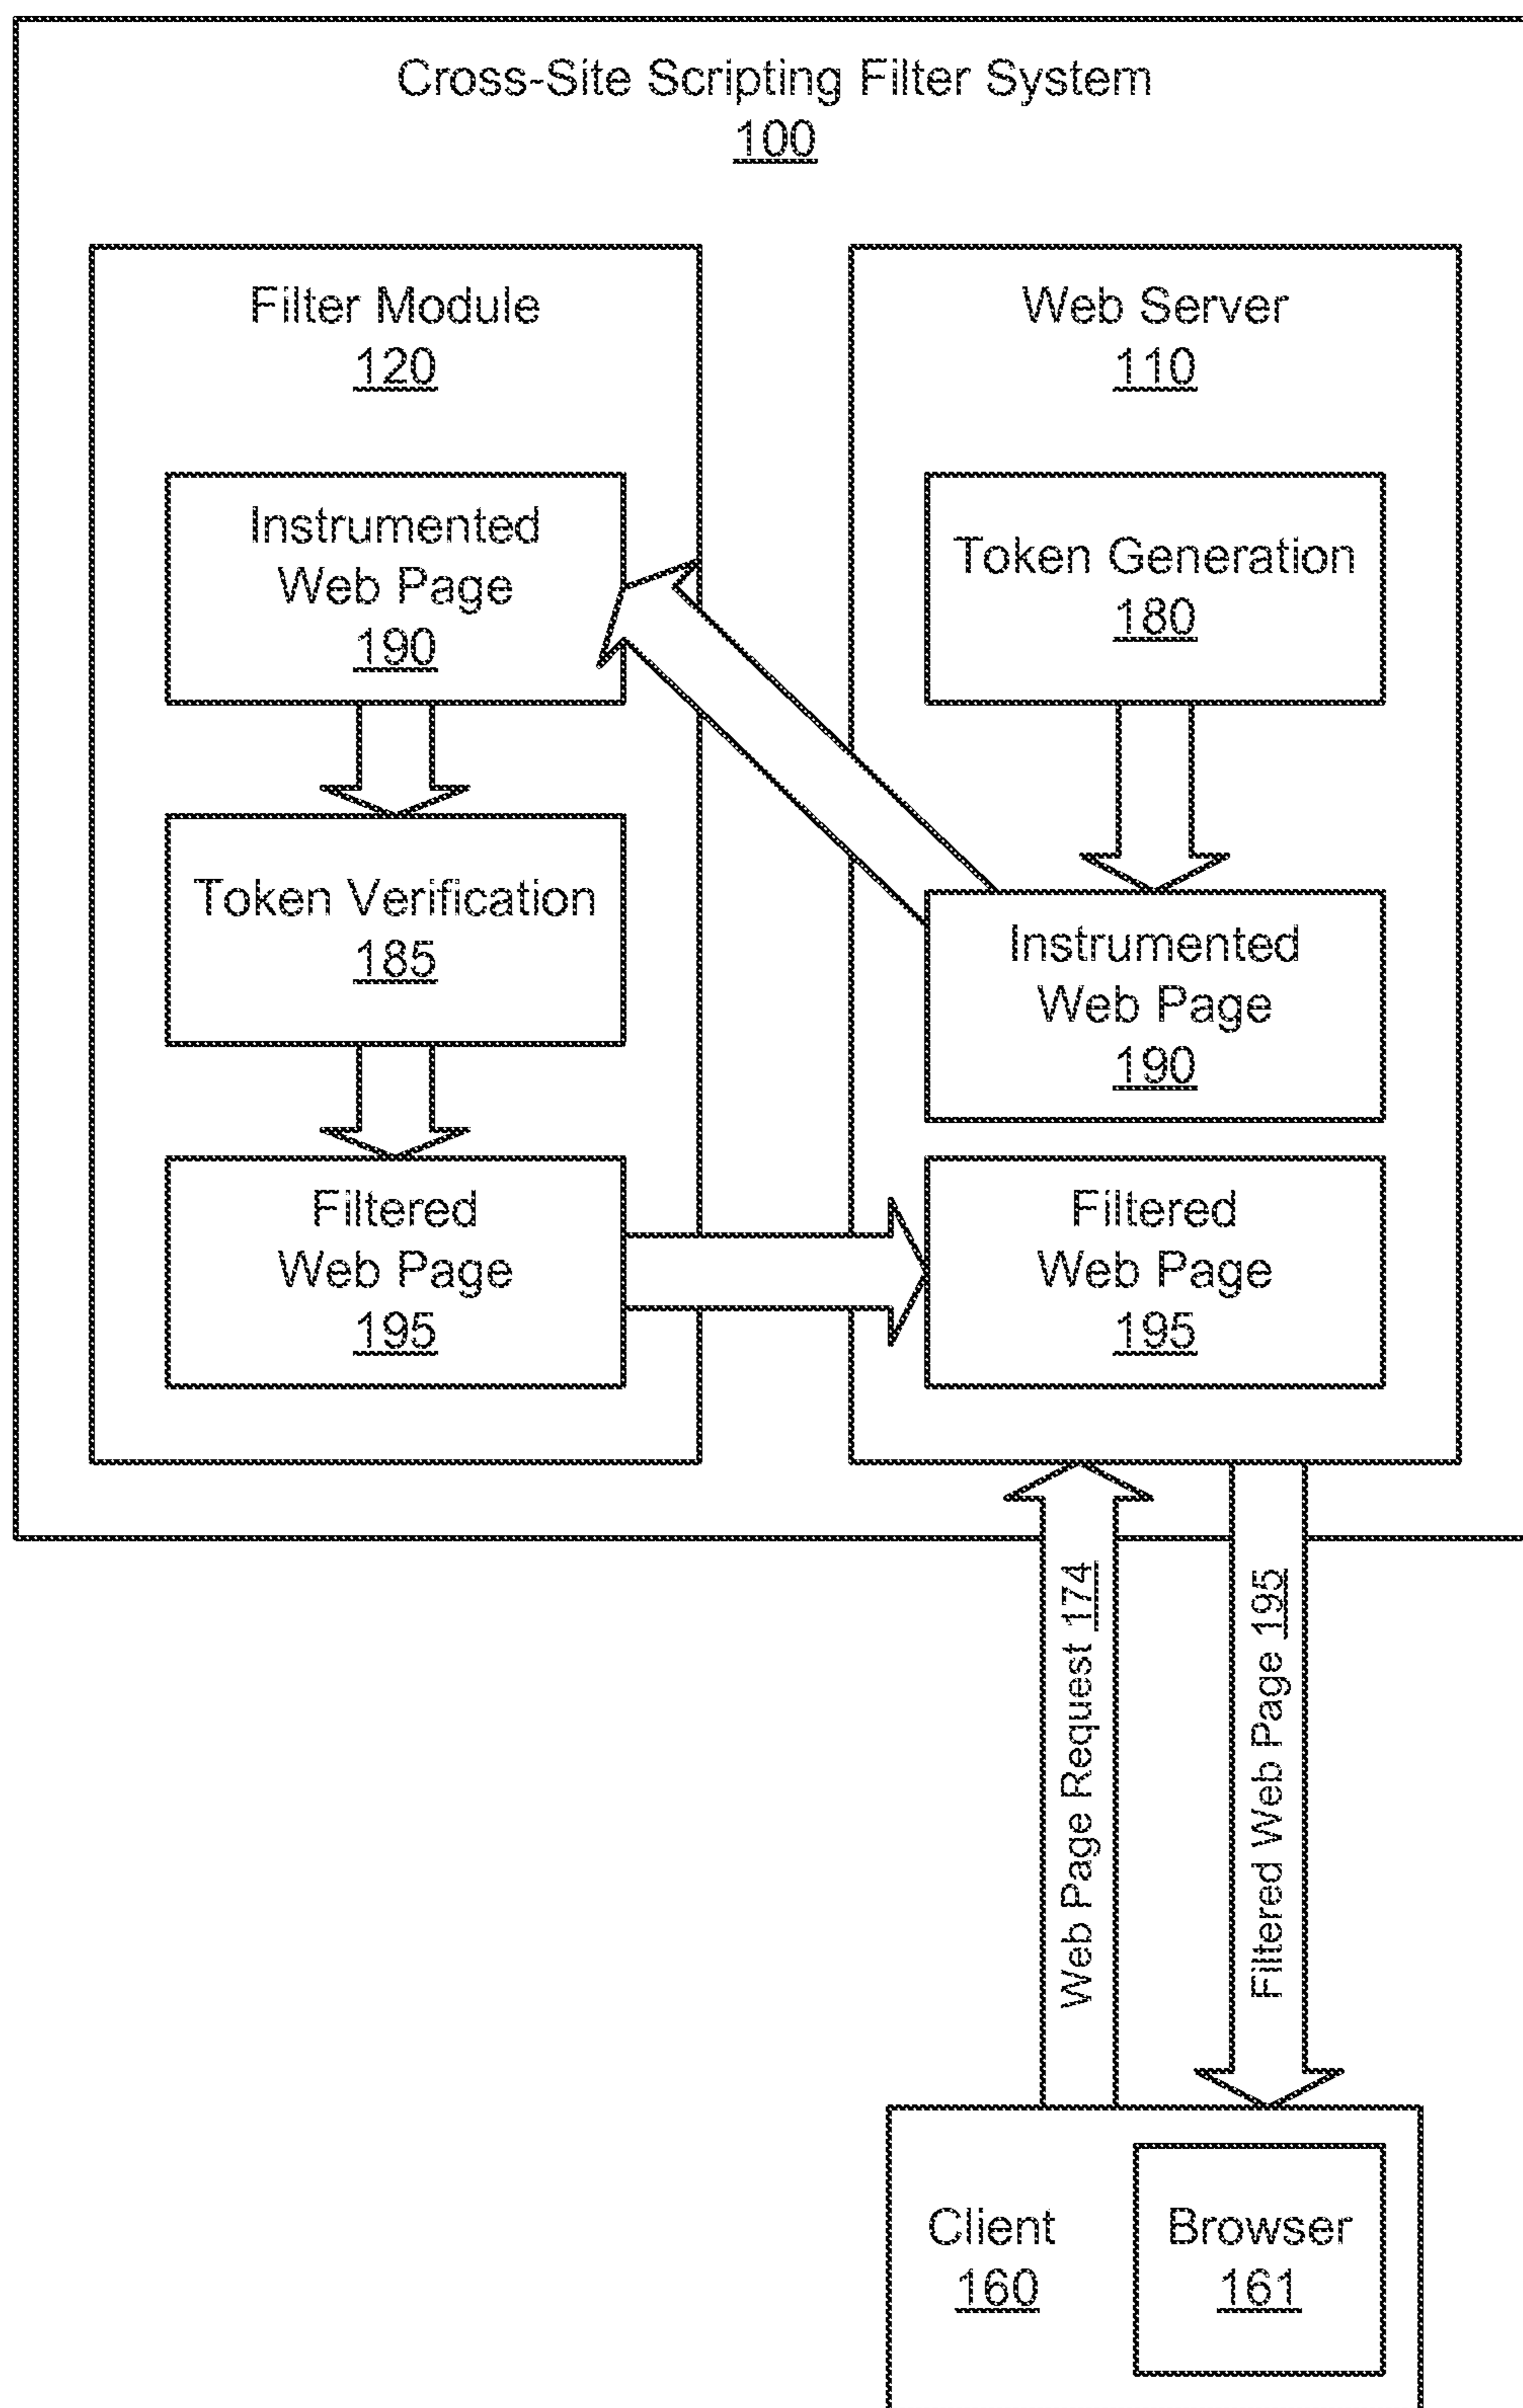 Cross-Site Scripting Filter System
100
Filter Module
120
Instrumented
Web Page
190
Token Verification
185
Filtered
Web Page
195
Web Server
110
Token Generation
180
Instrumented
Web Page
190
Filtered
Web Page
195
Web Page Request 174
Filtered Web Page 195
Client
160
Browser
161